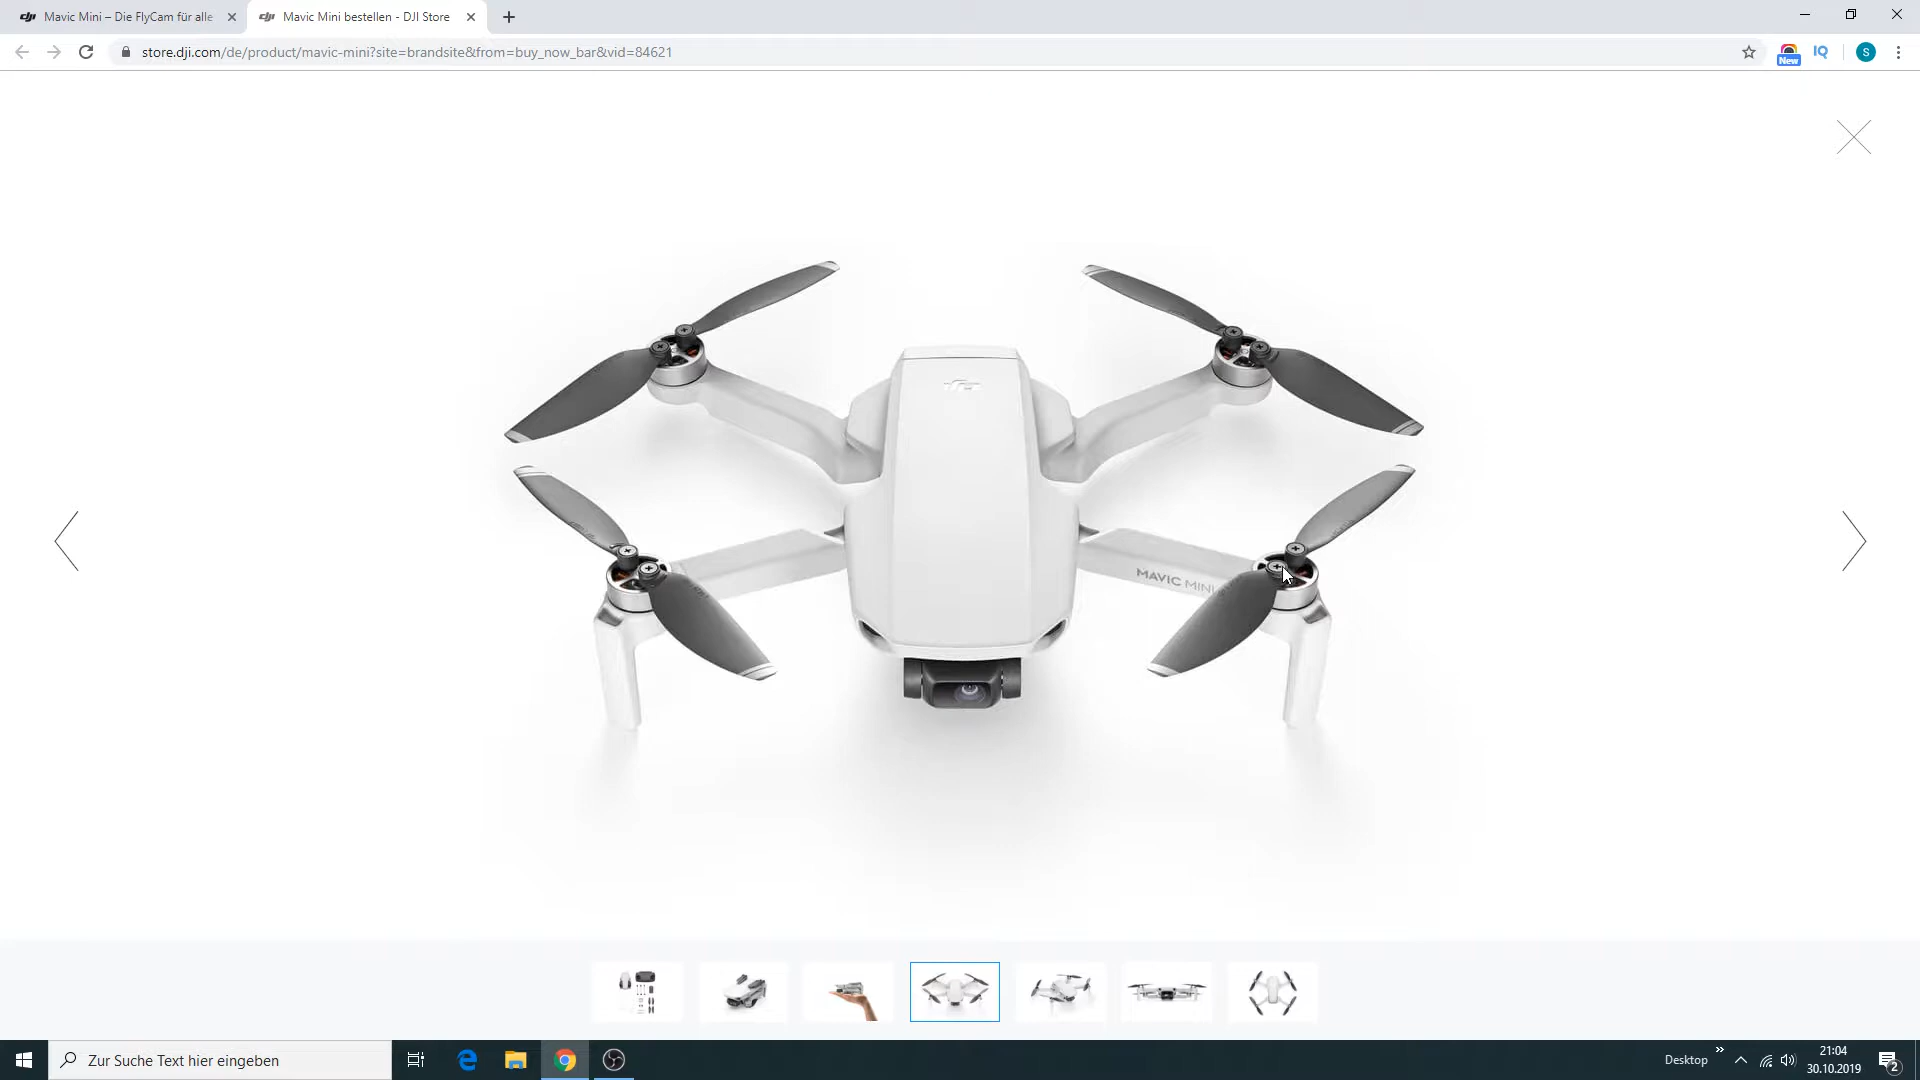 Mavic Mini – Die FlyCam für alle
Mavic Mini bestellen - DJI Store
store.dji.com/de/product/mavic-mini?site=brandsite&from=buy_now_bar&vid=84621
New
IQ
S
dji
MAVIC MINI
Zur Suche Text hier eingeben
Desktop
21:04
30.10.2019
2